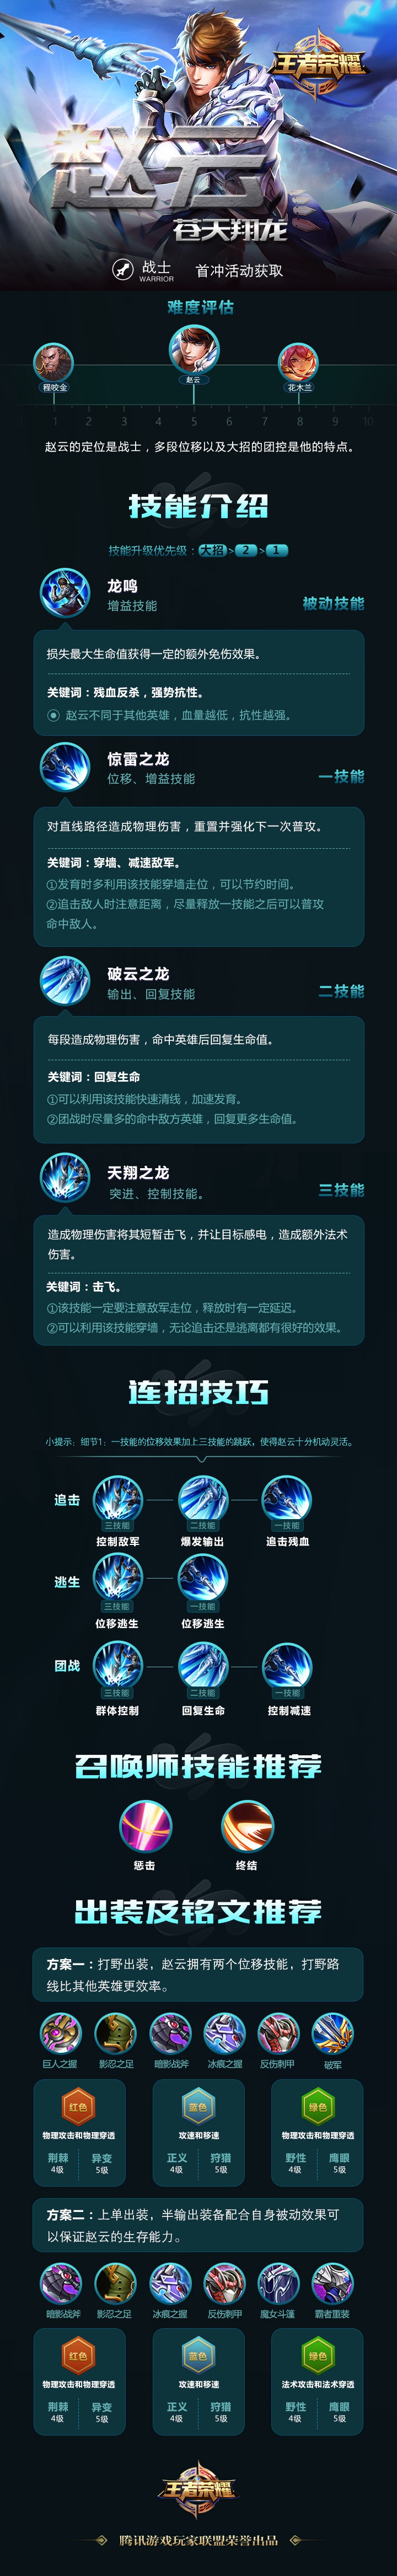 王者荣耀
赵云
苍天翔龙
战士
WARRIOR
首冲活动获取
难度评估
程咬金
赵云
花木兰
1 2 3 4 5 6 7 8 9 10
赵云的定位是战士，多段位移以及大招的团控是他的特点。
技能介绍
技能升级优先级：大招>2>1
龙鸣
增益技能
被动技能
损失最大生命值获得一定的额外免伤效果。
关键词：残血反杀，强势抗性。
赵云不同于其他英雄，血量越低，抗性越强。
惊雷之龙
位移、增益技能
一技能
对直线路径造成物理伤害，重置并强化下一次普攻。
关键词：穿墙、减速敌军。
①发育时多利用该技能穿墙走位，可以节约时间。
②追击敌人时注意距离，尽量释放一技能之后可以普攻
命中敌人。
破云之龙
输出、回复技能
二技能
每段造成物理伤害，命中英雄后回复生命值。
关键词：回复生命
①可以利用该技能快速清线，加速发育。
②团战时尽量多的命中敌方英雄，回复更多生命值。
天翔之龙
突进、控制技能。
三技能
造成物理伤害将其短暂击飞，并让目标感电，造成额外法术
伤害。
关键词：击飞。
①该技能一定要注意敌军走位，释放时有一定延迟。
②可以利用该技能穿墙，无论追击还是逃离都有很好的效果。
连招技巧
小提示：细节1：一技能的位移效果加上三技能的跳跃，使得赵云十分机动灵活。
追击
三技能 二技能 一技能
控制敌军 爆发输出 追击残血
逃生
三技能 一技能
位移逃生 位移逃生
团战
三技能 二技能 一技能
群体控制 回复生命 控制减速
召唤师技能推荐
惩击 终结
出装及铭文推荐
方案一：打野出装，赵云拥有两个位移技能，打野路
线比其他英雄更效率。
巨人之握 影忍之足 暗影战斧 冰痕之握 反伤刺甲 破军
红色 蓝色 绿色
物理攻击和物理穿透 攻速和移速 物理攻击和物理穿透
荆棘 异变 正义 狩猎 野性 鹰眼
4级 5级 4级 5级 4级 5级
方案二：上单出装，半输出装备配合自身被动效果可
以保证赵云的生存能力。
暗影战斧 影忍之足 冰痕之握 反伤刺甲 魔女斗篷 霸者重装
红色 蓝色 绿色
物理攻击和物理穿透 攻速和移速 法术攻击和法术穿透
荆棘 异变 正义 狩猎 野性 鹰眼
4级 5级 4级 5级 4级 5级
王者荣耀
腾讯游戏玩家联盟荣誉出品